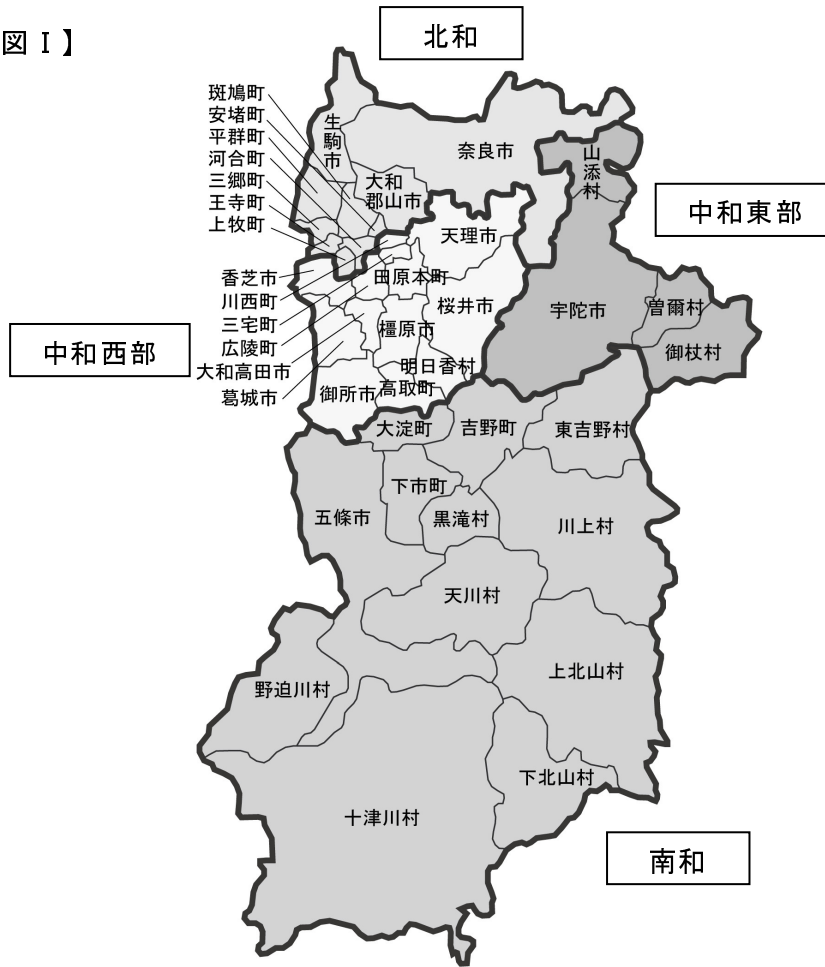 図Ⅰ】
北和
斑鳩町
安堵町
平群町
河合町
三郷町
王寺町
上牧町
生駒市
奈良市
大和
郡山市
山添村
中和東部
天理市
香芝市
川西町
三宅町
広陵町
大和高田市
葛城市
田原本町
桜井市
橿原市
明日香村
高取町
御所市
中和西部
宇陀市
曽爾村
御杖村
大淀町
吉野町
東吉野村
下市町
五條市
黒滝村
川上村
天川村
上北山村
野迫川村
下北山村
十津川村
南和